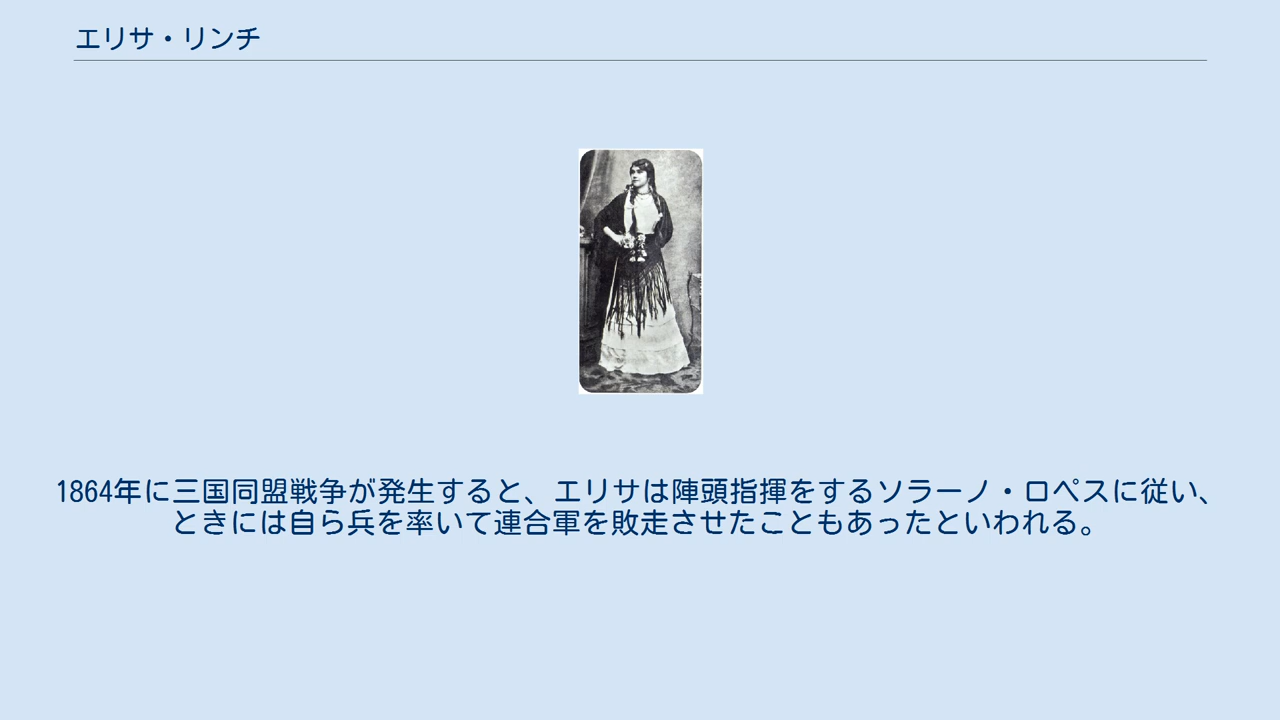 エリサ・リンチ
1864年に三国同盟戦争が発生すると、エリサは陣頭指揮をするソラーノ・ロペスに従い、
ときには自ら兵を率いて連合軍を敗走させたこともあったといわれる。